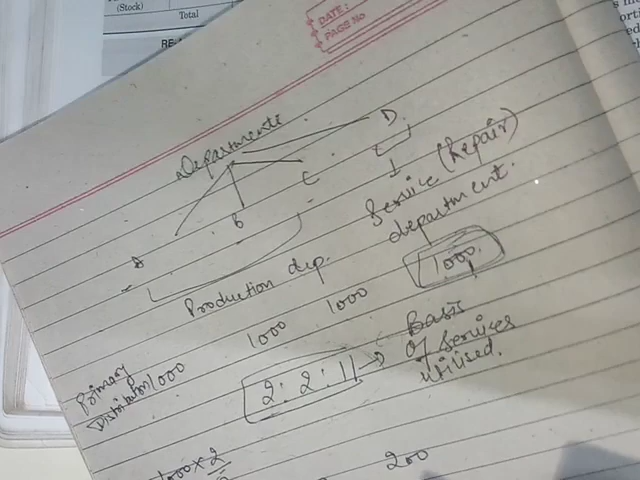 (Stock)
Total
DATE:
PAGE NO
Departments
D.
C
B
A
Service (Repair)
department.
Production dep.
Primary
Distribution 1000 1000 1000 1000.
2: 2: 1 → Basis
of services
utilised.
1000 × 2/5
200